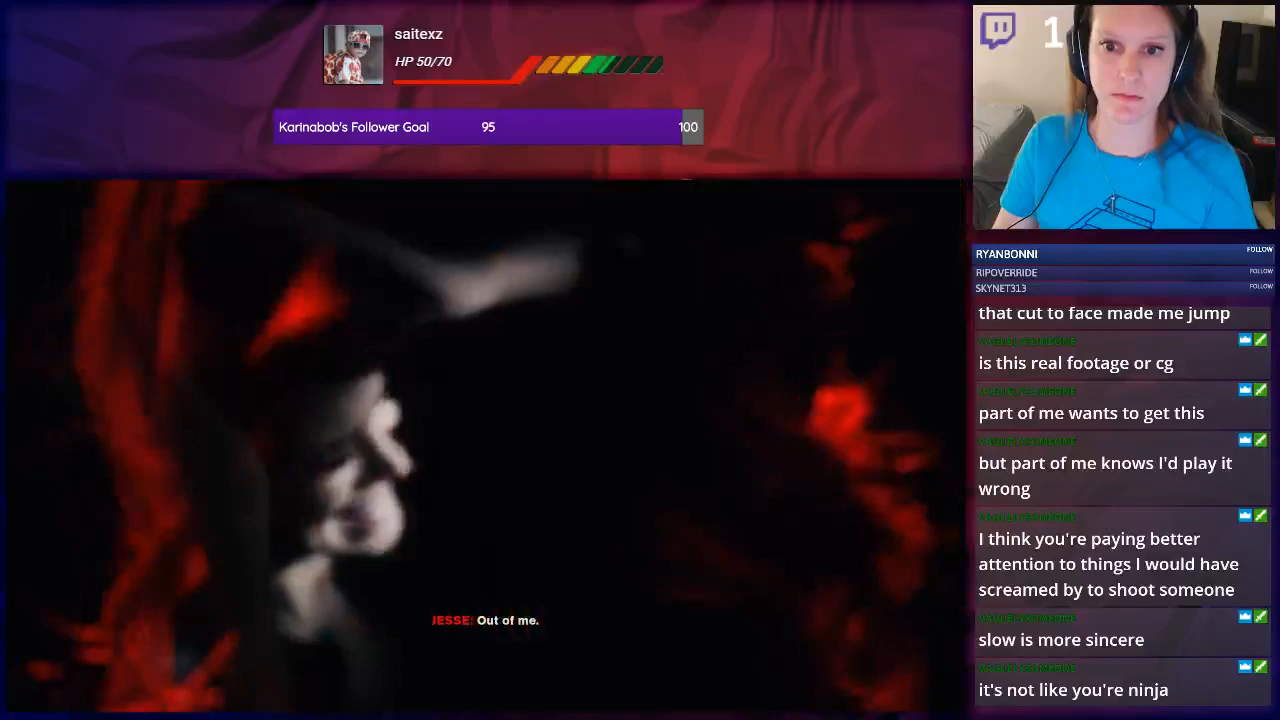 saitexz
HP 50/70
Karinabob's Follower Goal 95 100
1
RYANBONNI FOLLOW
RIPOVERRIDE FOLLOW
SKYNET313 FOLLOW
that cut to face made me jump
is this real footage or cg
part of me wants to get this
but part of me knows I'd play it
wrong
I think you're paying better
attention to things I would have
screamed by to shoot someone
slow is more sincere
it's not like you're ninja
JESSE: Out of me.